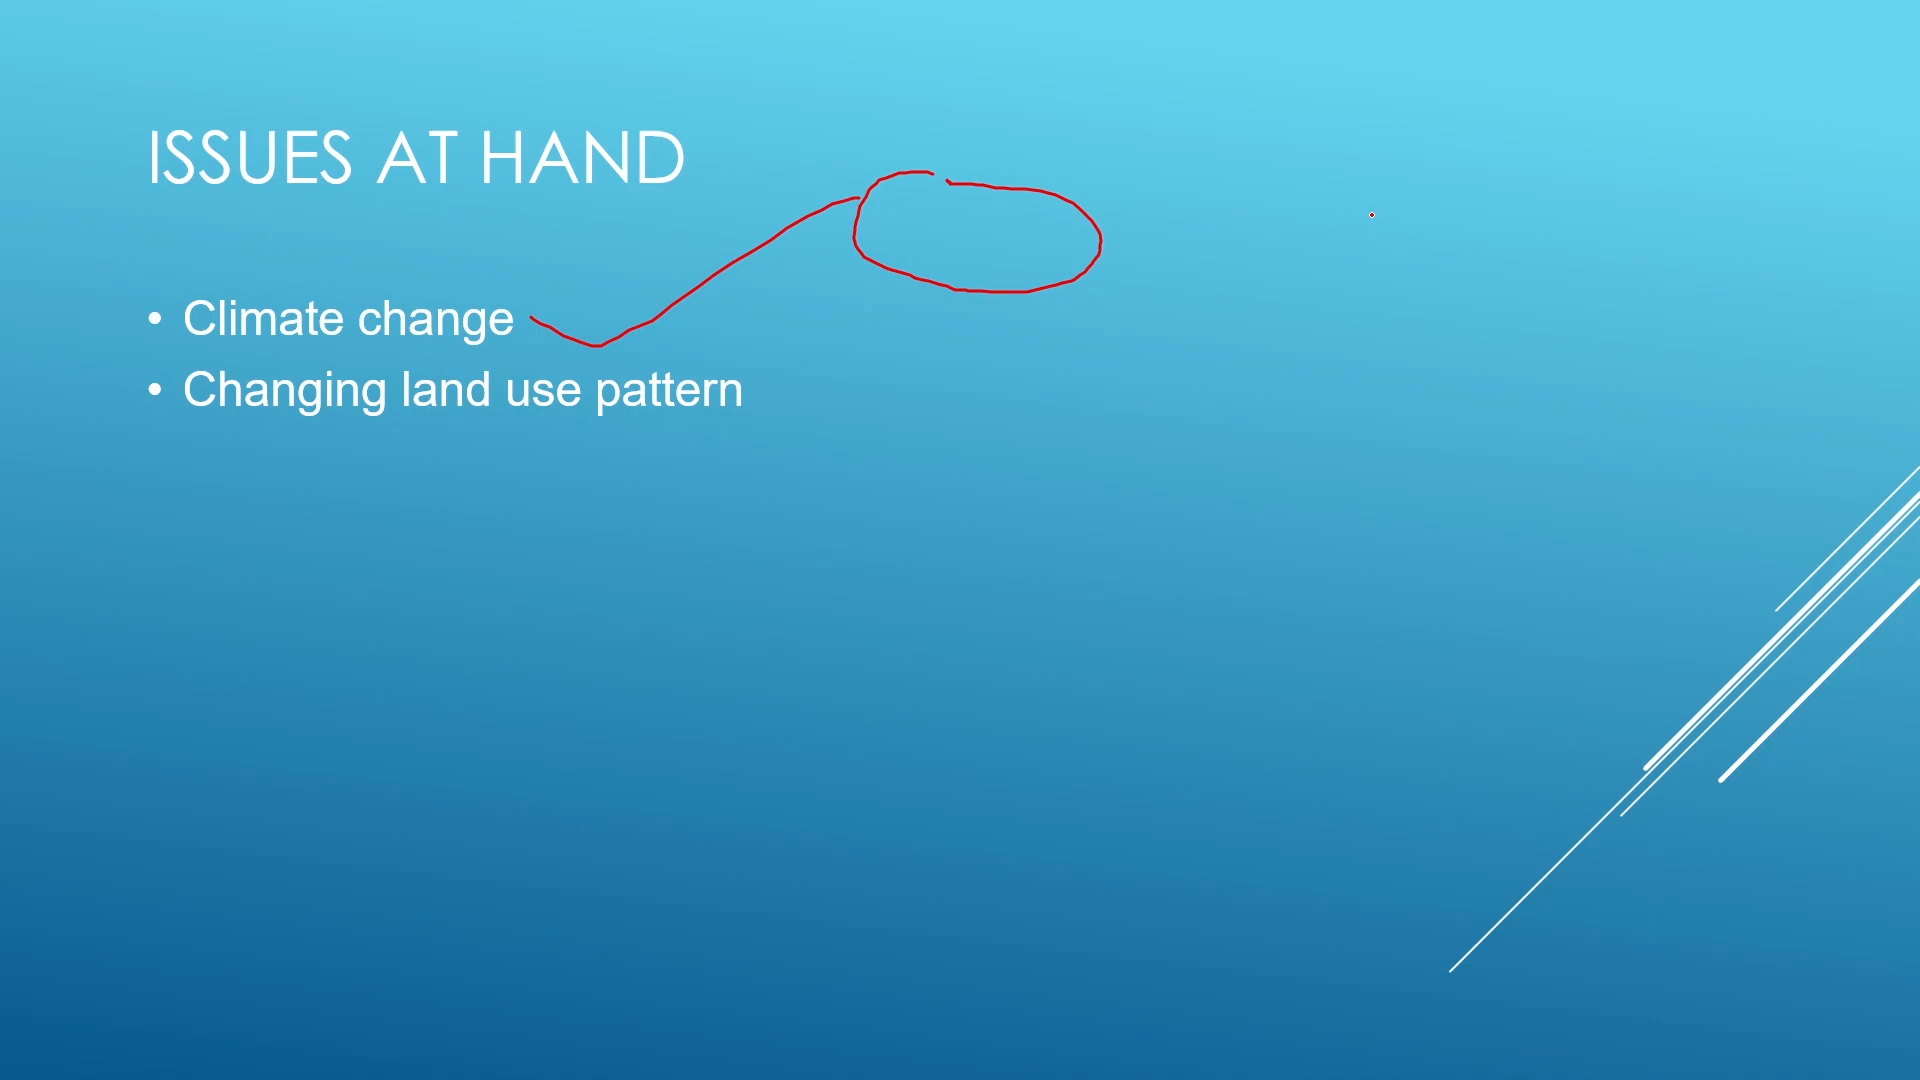 ISSUES AT HAND
• Climate change
• Changing land use pattern